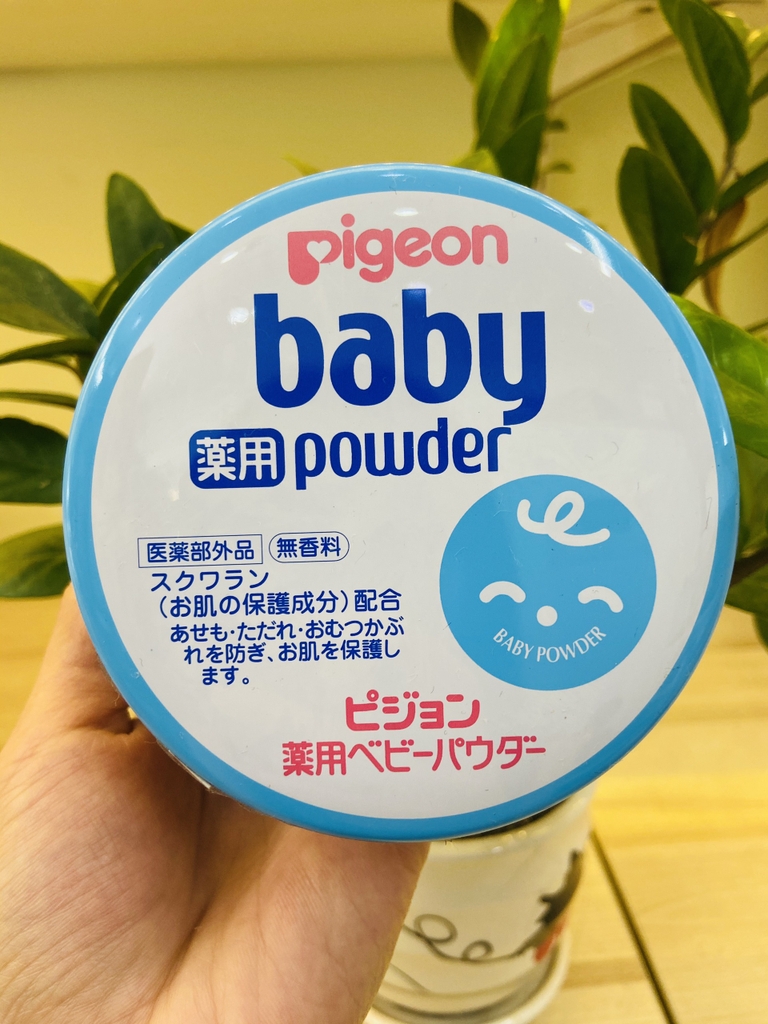 pigeon
baby
薬用 powder
医薬部外品 無香料
スクワラン
(お肌の保護成分)配合
あせも・ただれ・おむつかぶ
れを防ぎ、お肌を保護し
ます。
BABY POWDER
ピジョン
薬用ベビーパウダー